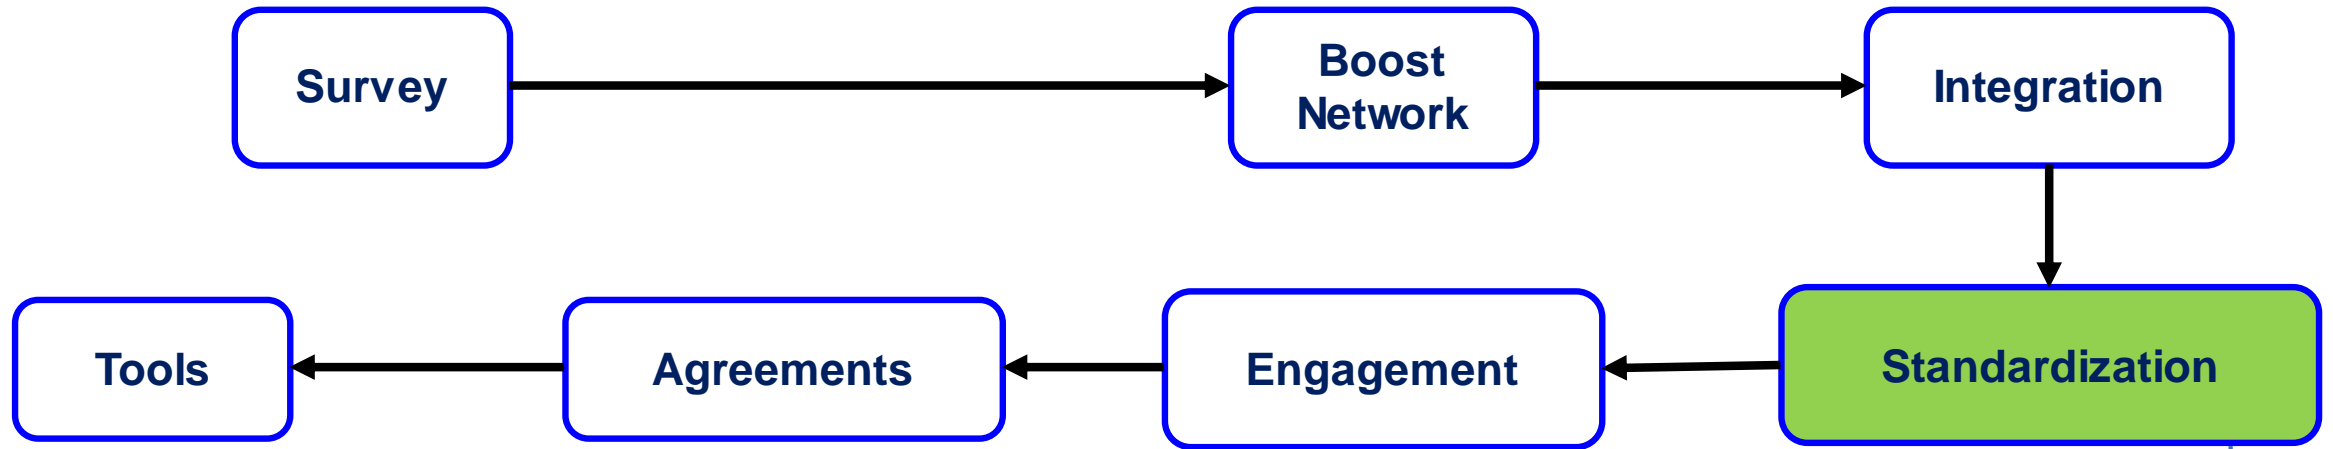 Survey
Boost
Network
Integration
Tools
Agreements
Engagement
Standardization